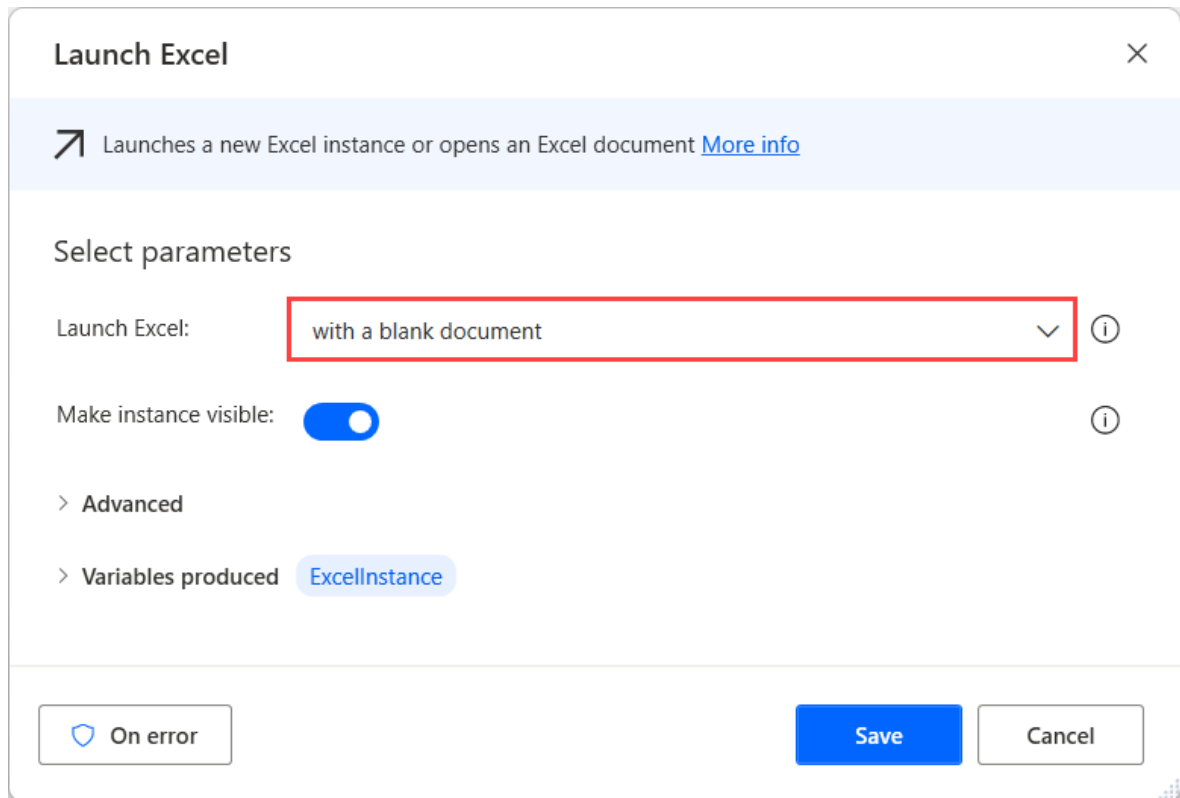 Launch Excel
Launches a new Excel instance or opens an Excel document More info
Select parameters
Launch Excel:
with a blank document
Make instance visible:
Advanced
Variables produced ExcelInstance
On error
Save
Cancel